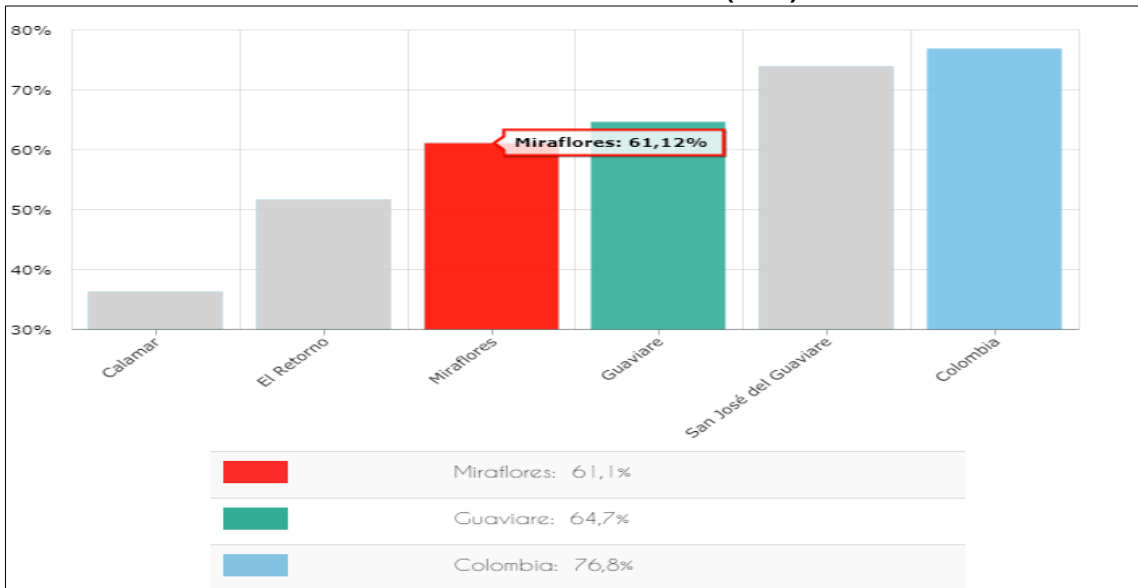 80%
70%
60%
50%
40%
30%
Miraflores: 61,12%
Calamar
El Retorno
Miraflores
Guaviare
San José del Guaviare
Colombia
Miraflores: 61,1%
Guaviare: 64,7%
Colombia: 76,8%